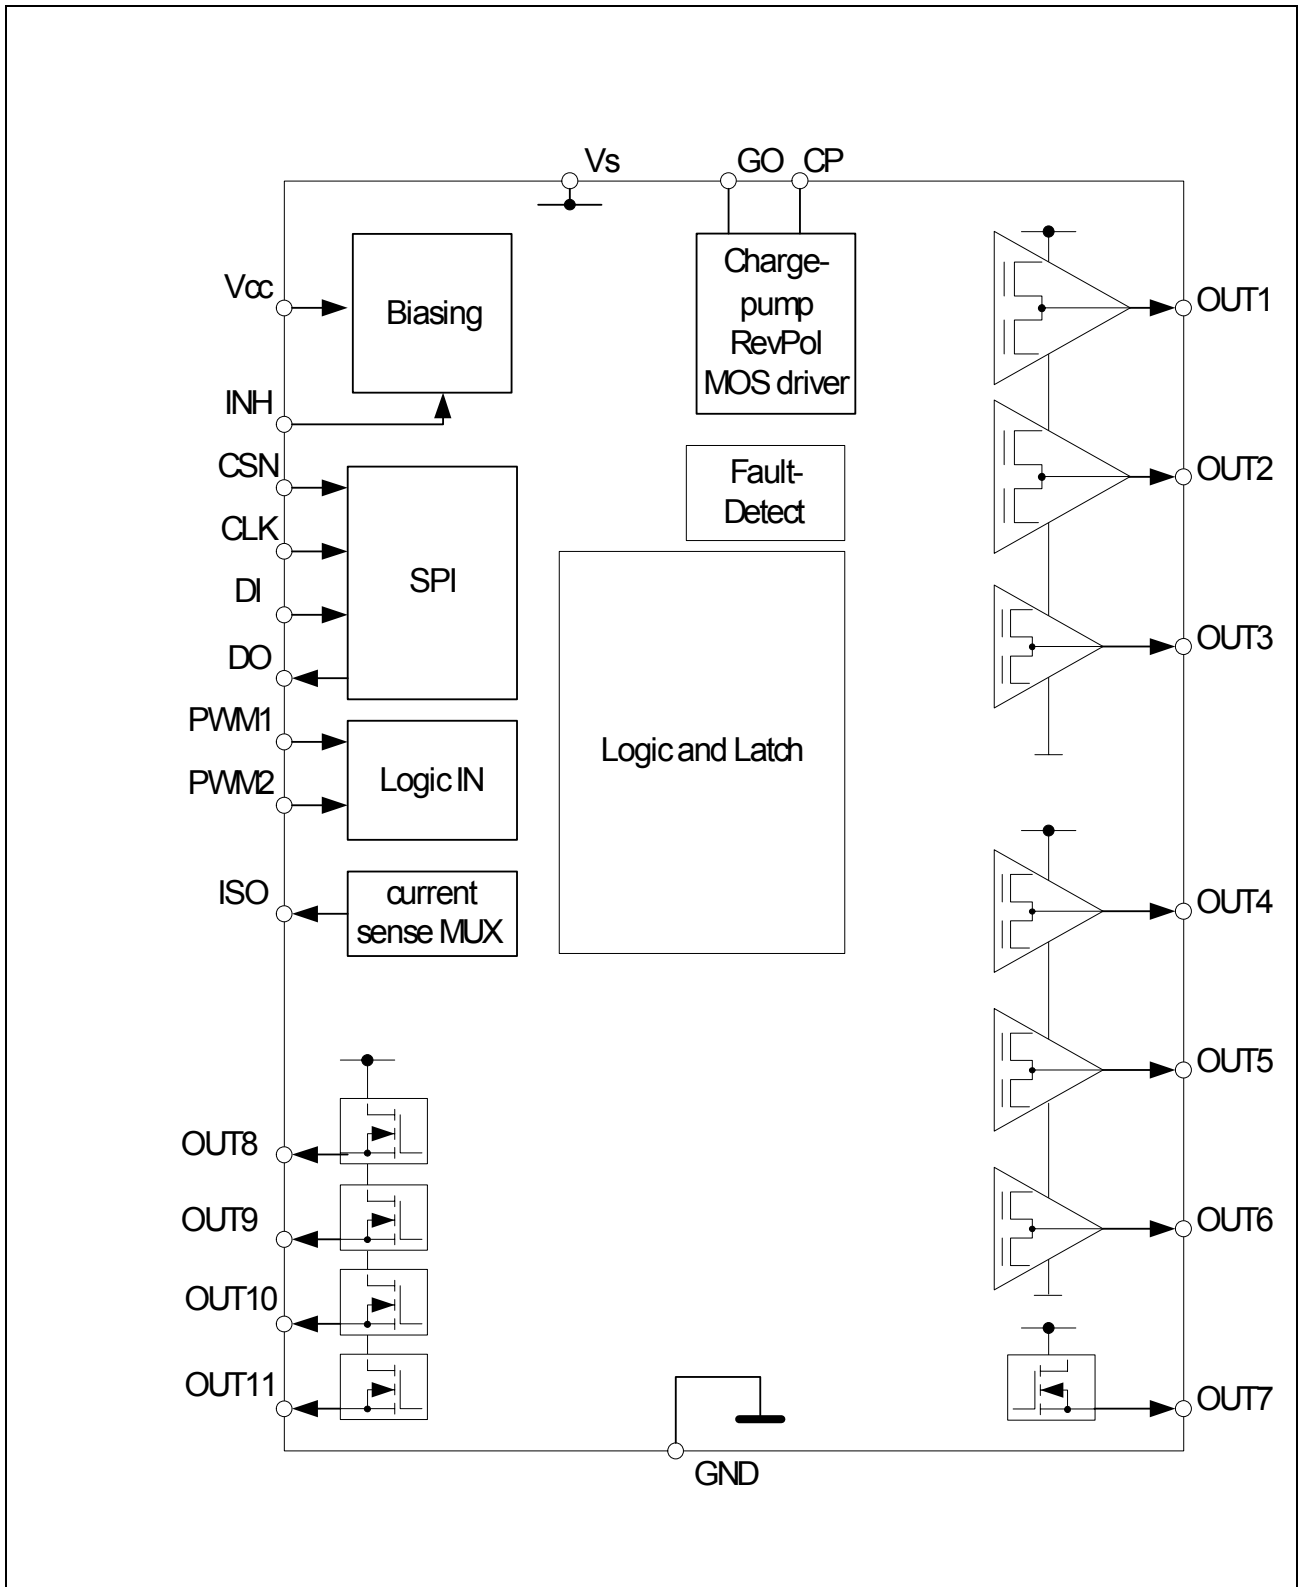 Vs
GO
CP
Vcc
Biasing
Charge-
pump
RevPol
MOS driver
OUT1
INH
CSN
CLK
DI
DO
SPI
Fault-
Detect
OUT2
OUT3
PWM1
PWM2
Logic IN
Logic and Latch
ISO
current
sense MUX
OUT4
OUT5
OUT6
OUT8
OUT9
OUT10
OUT11
OUT7
GND